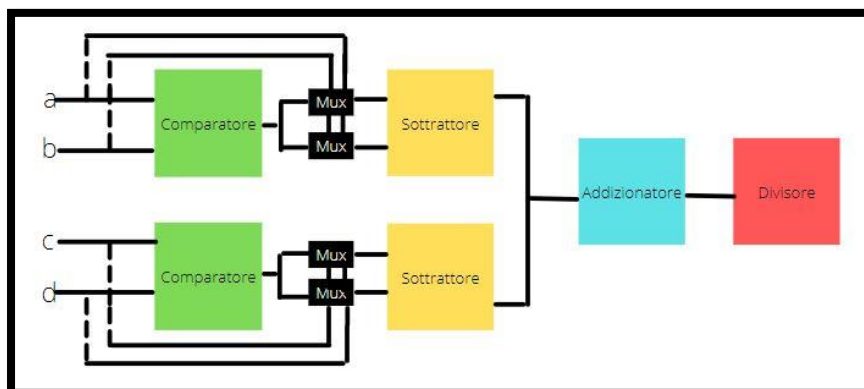 a
b
Comparatore
Mux
Mux
Sottrattore
c
d
Comparatore
Mux
Mux
Sottrattore
Addizionatore
Divisore